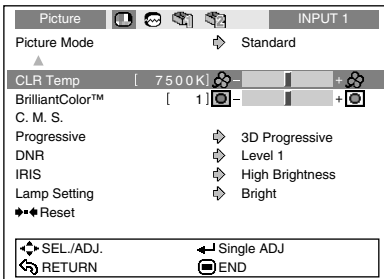 Picture INPUT 1
Picture Mode Standard
CLR Temp [ 7500K] - +
BrilliantColor™ [ 1] - +
C. M. S.
Progressive 3D Progressive
DNR Level 1
IRIS High Brightness
Lamp Setting Bright
Reset
SEL./ADJ. Single ADJ
RETURN END